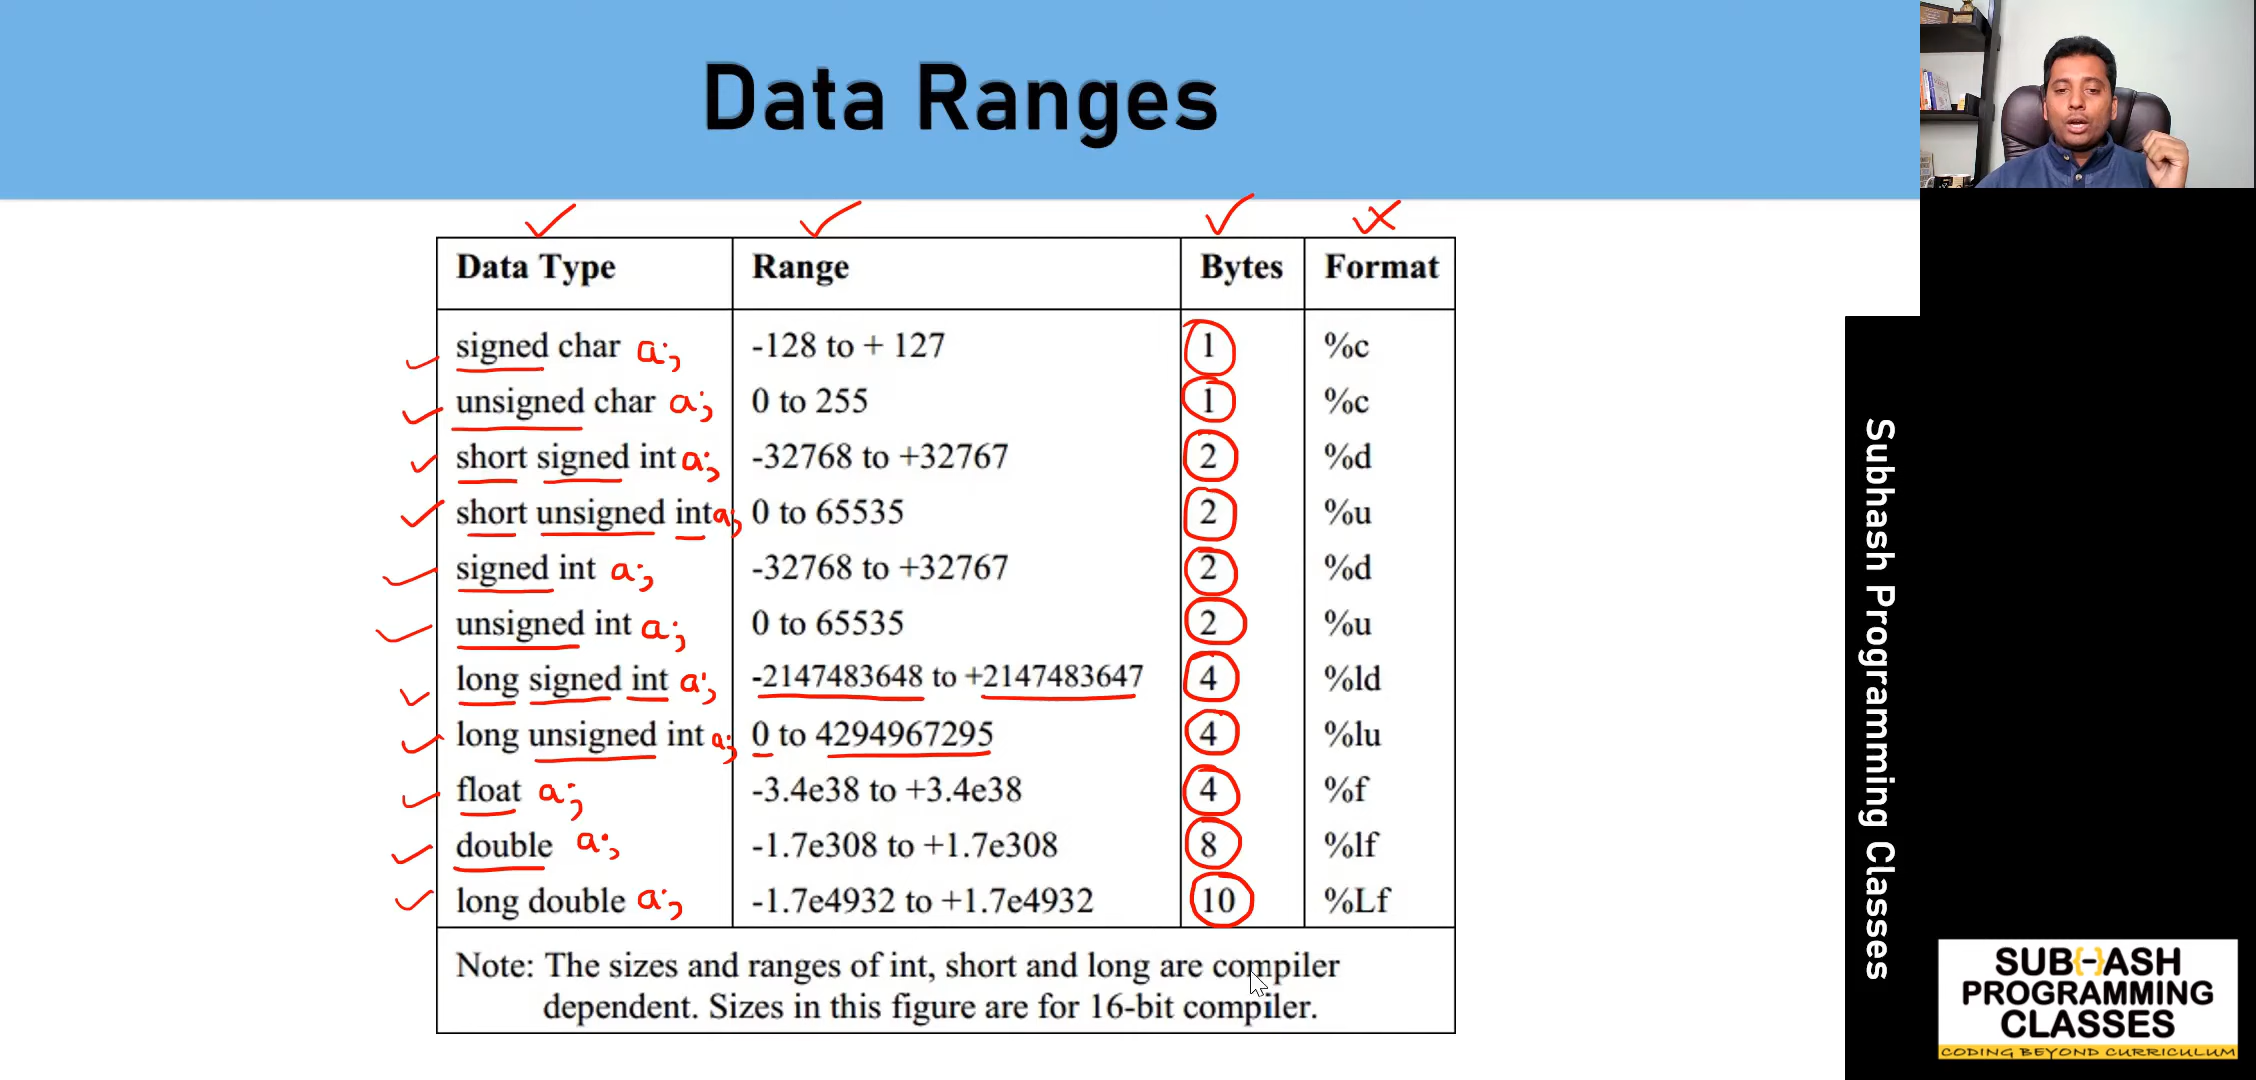 Data Ranges
Data Type Range Bytes Format
signed char a; -128 to + 127 1 %c
unsigned char a; 0 to 255 1 %c
short signed int a; -32768 to +32767 2 %d
short unsigned int a; 0 to 65535 2 %u
signed int a; -32768 to +32767 2 %d
unsigned int a; 0 to 65535 2 %u
long signed int a; -2147483648 to +2147483647 4 %ld
long unsigned int a; 0 to 4294967295 4 %lu
float a; -3.4e38 to +3.4e38 4 %f
double a; -1.7e308 to +1.7e308 8 %lf
long double a; -1.7e4932 to +1.7e4932 10 %Lf
Note: The sizes and ranges of int, short and long are compiler
dependent. Sizes in this figure are for 16-bit compiler.
Subhash Programming Classes
SUB{-}ASH
PROGRAMMING
CLASSES
CODING BEYOND CURRICULUM